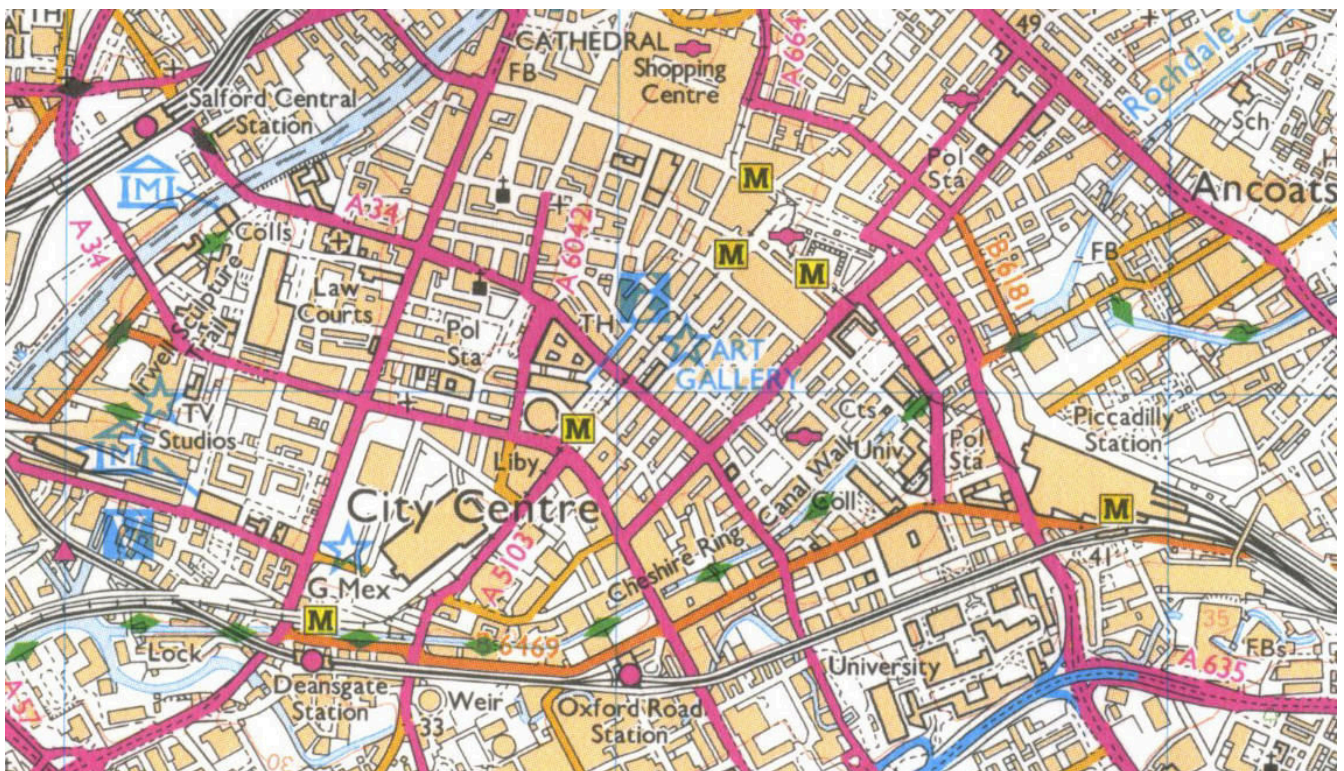 TH
CATHEDRAL
FB
Shopping
Centre
A 664
49
Rochdale C
Salford Central
Station
M
Sch
Pol
Sta
M
Ancoats
A 34
A 34
Colls
A 6042
M
M
FB
B 6181
Sculpture
Trail
Irwell
Law
Courts
TH
Pol
Sta
ART
GALLERY
TV
Studios
M
M
Cts
Univ
Pol
Sta
Piccadilly
Station
Liby
City Centre
Canal Walk
Coll
M
Cheshire Ring
A 5103
41
G Mex
M
35
B 6469
Lock
FBs
University
A 635
Deansgate
Station
Weir
Oxford Road
Station
A 57
33
30